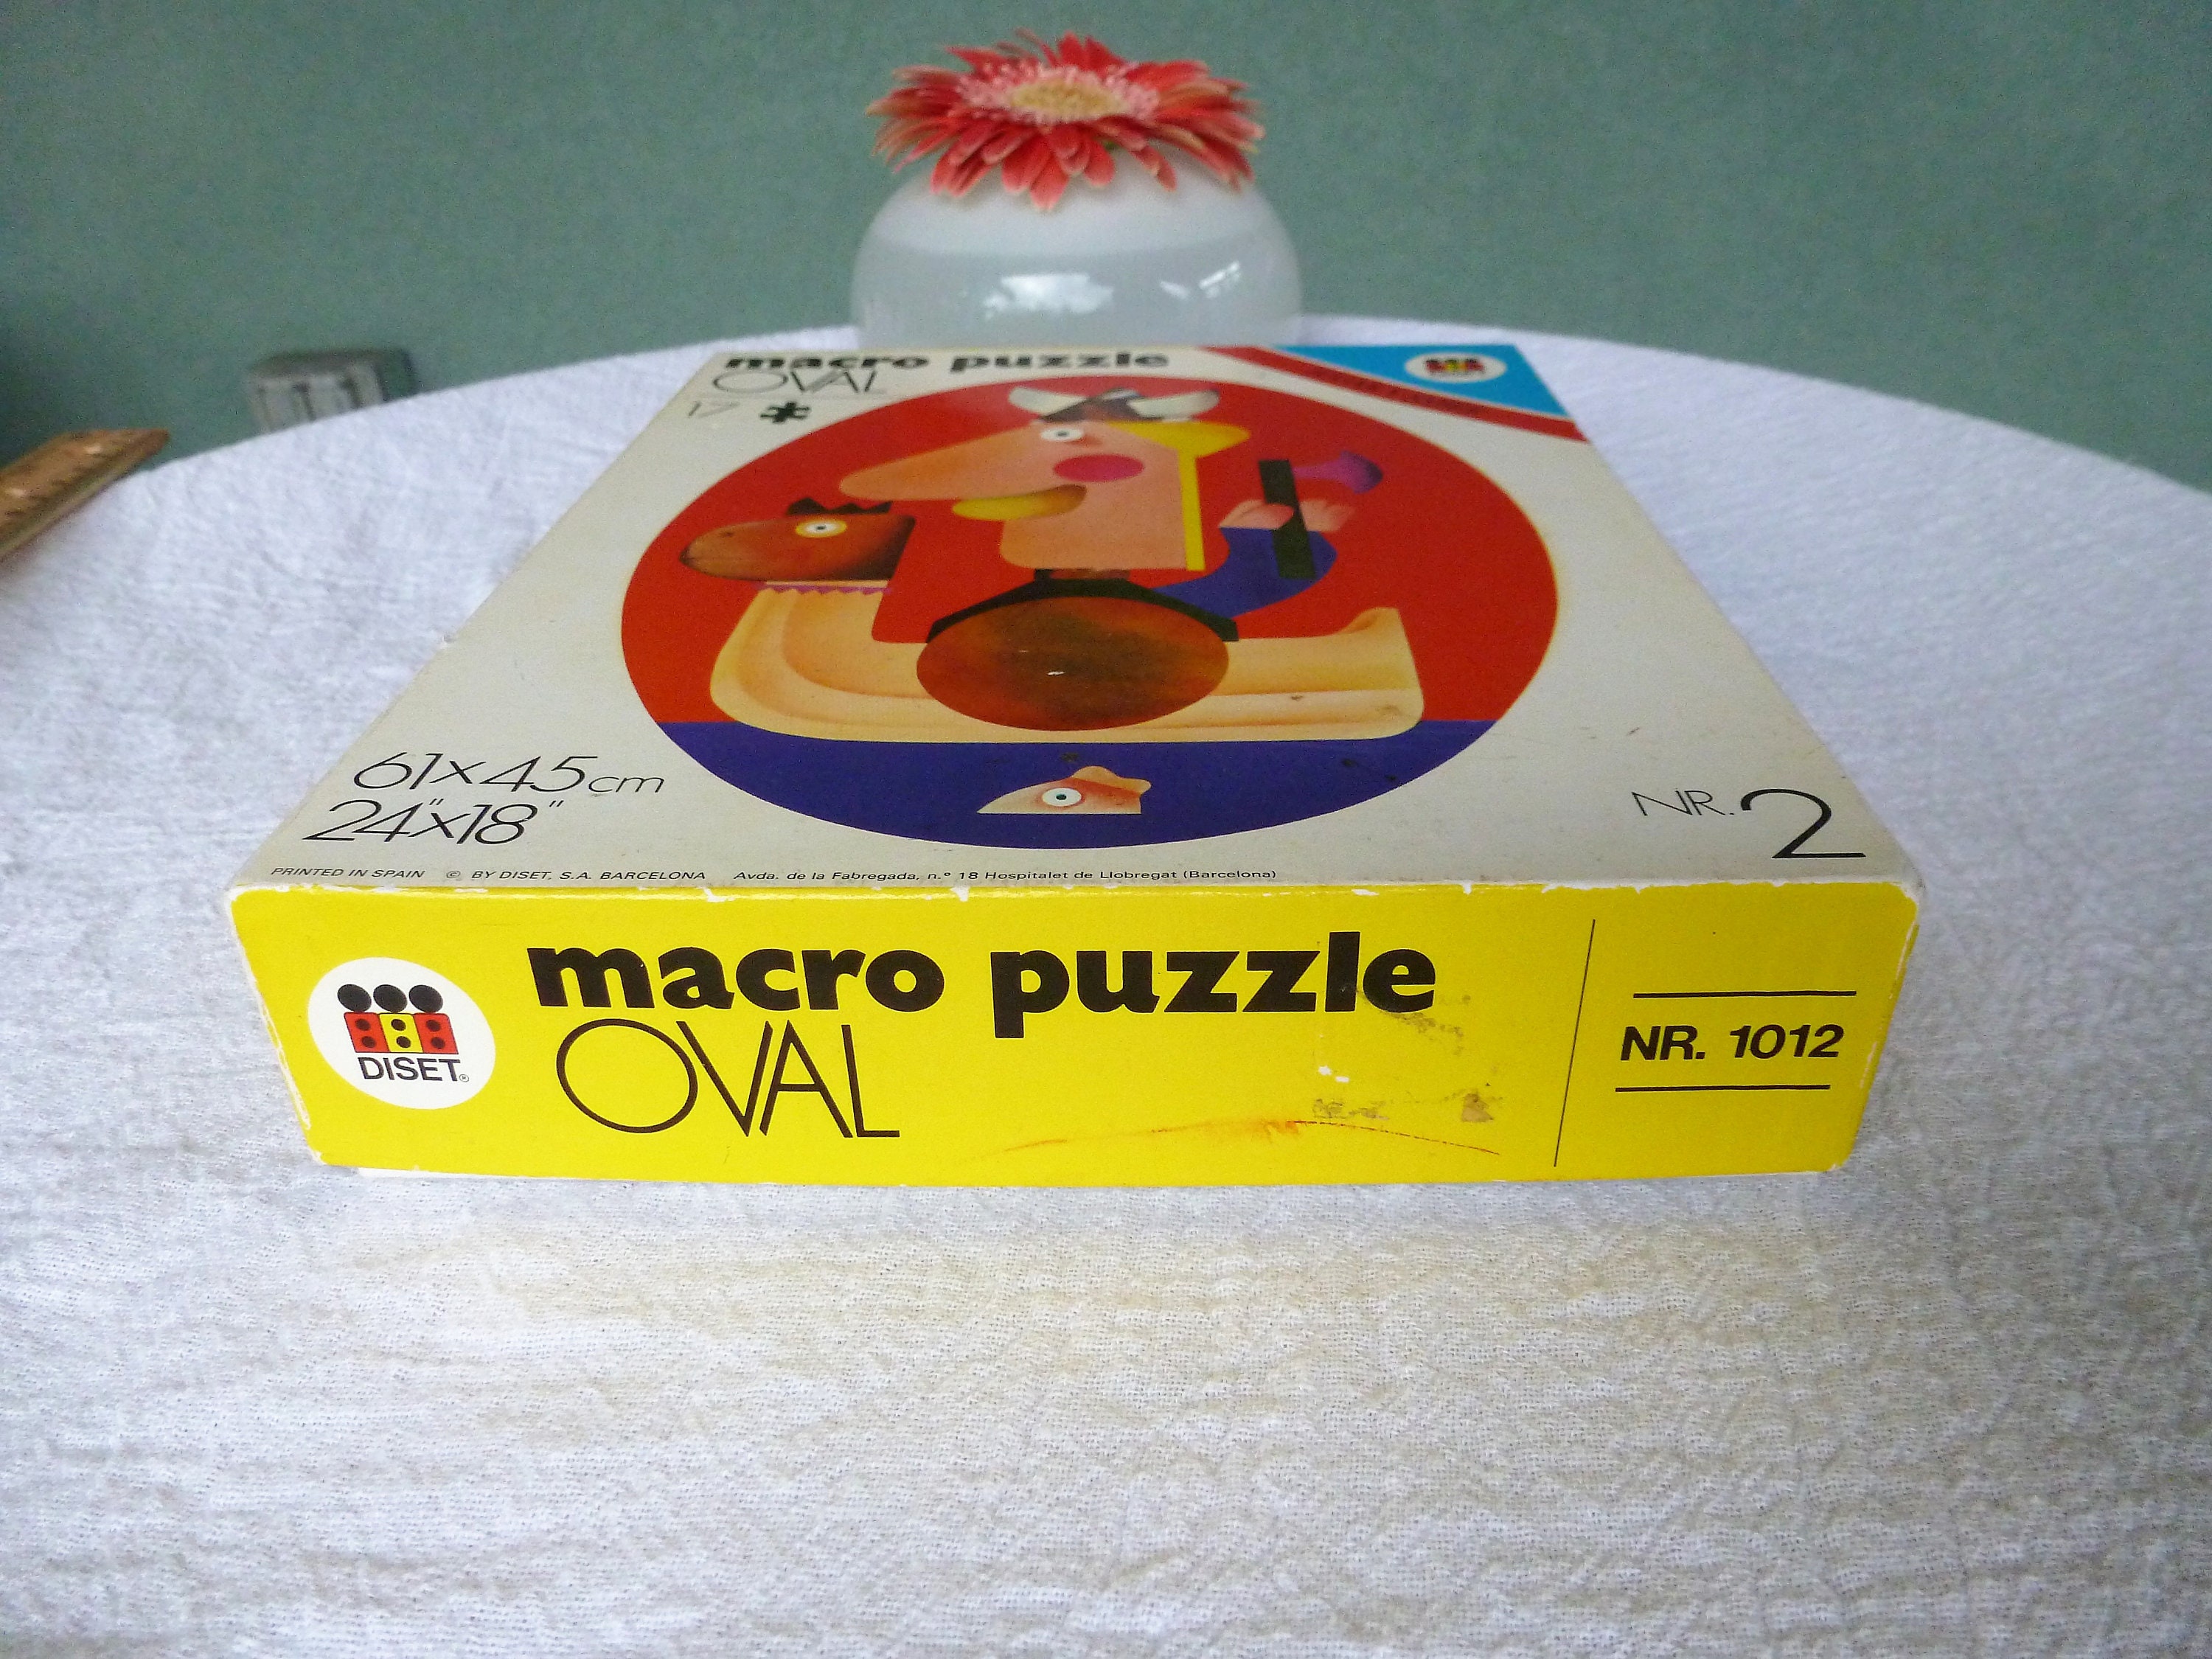 macro puzzle
OVAL
17
61x45cm
24"x18"
NR. 2
PRINTED IN SPAIN © BY DISET, S.A. BARCELONA Avda. de la Fabregada, n.º 18 Hospitalet de Llobregat (Barcelona)
DISET®
macro puzzle
OVAL
NR. 1012